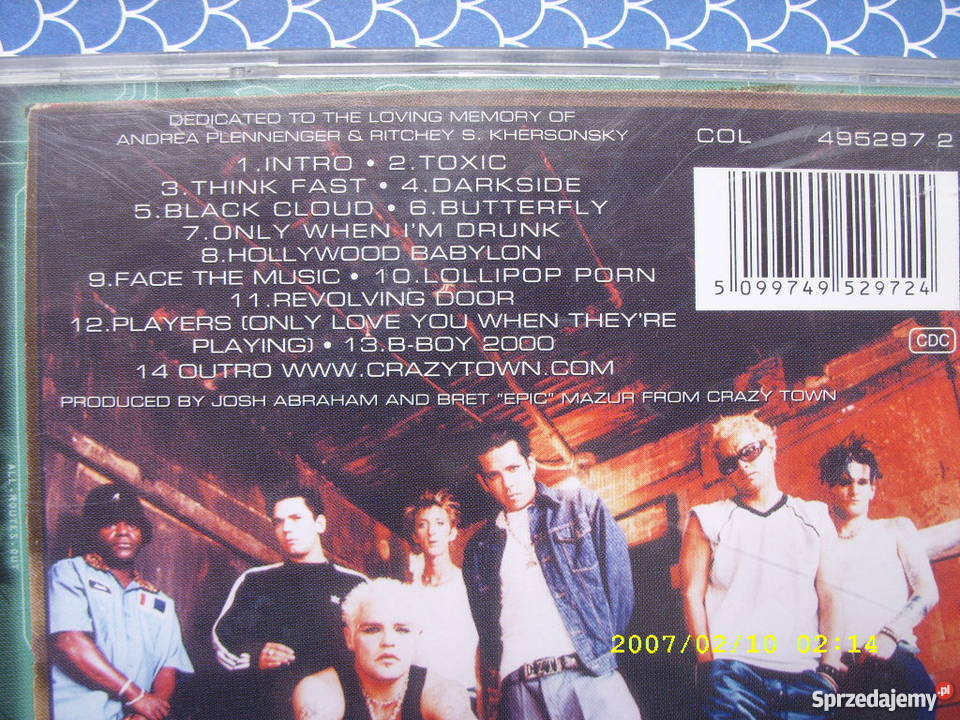 DEDICATED TO THE LOVING MEMORY OF
ANDREA PLENNENGER & RITCHEY S. KHERSONSKY
COL 495297 2
1.INTRO • 2.TOXIC
3.THINK FAST • 4.DARKSIDE
5.BLACK CLOUD • 6.BUTTERFLY
7.ONLY WHEN I'M DRUNK
8.HOLLYWOOD BABYLON
9.FACE THE MUSIC • 10.LOLLIPOP PORN
11.REVOLVING DOOR
12.PLAYERS (ONLY LOVE YOU WHEN THEY'RE
PLAYING) • 13.B-BOY 2000
14 OUTRO WWW.CRAZYTOWN.COM
PRODUCED BY JOSH ABRAHAM AND BRET "EPIC" MAZUR FROM CRAZY TOWN
5 099749 529724
CDC
2007/02/10 02:14
Sprzedajemy.pl